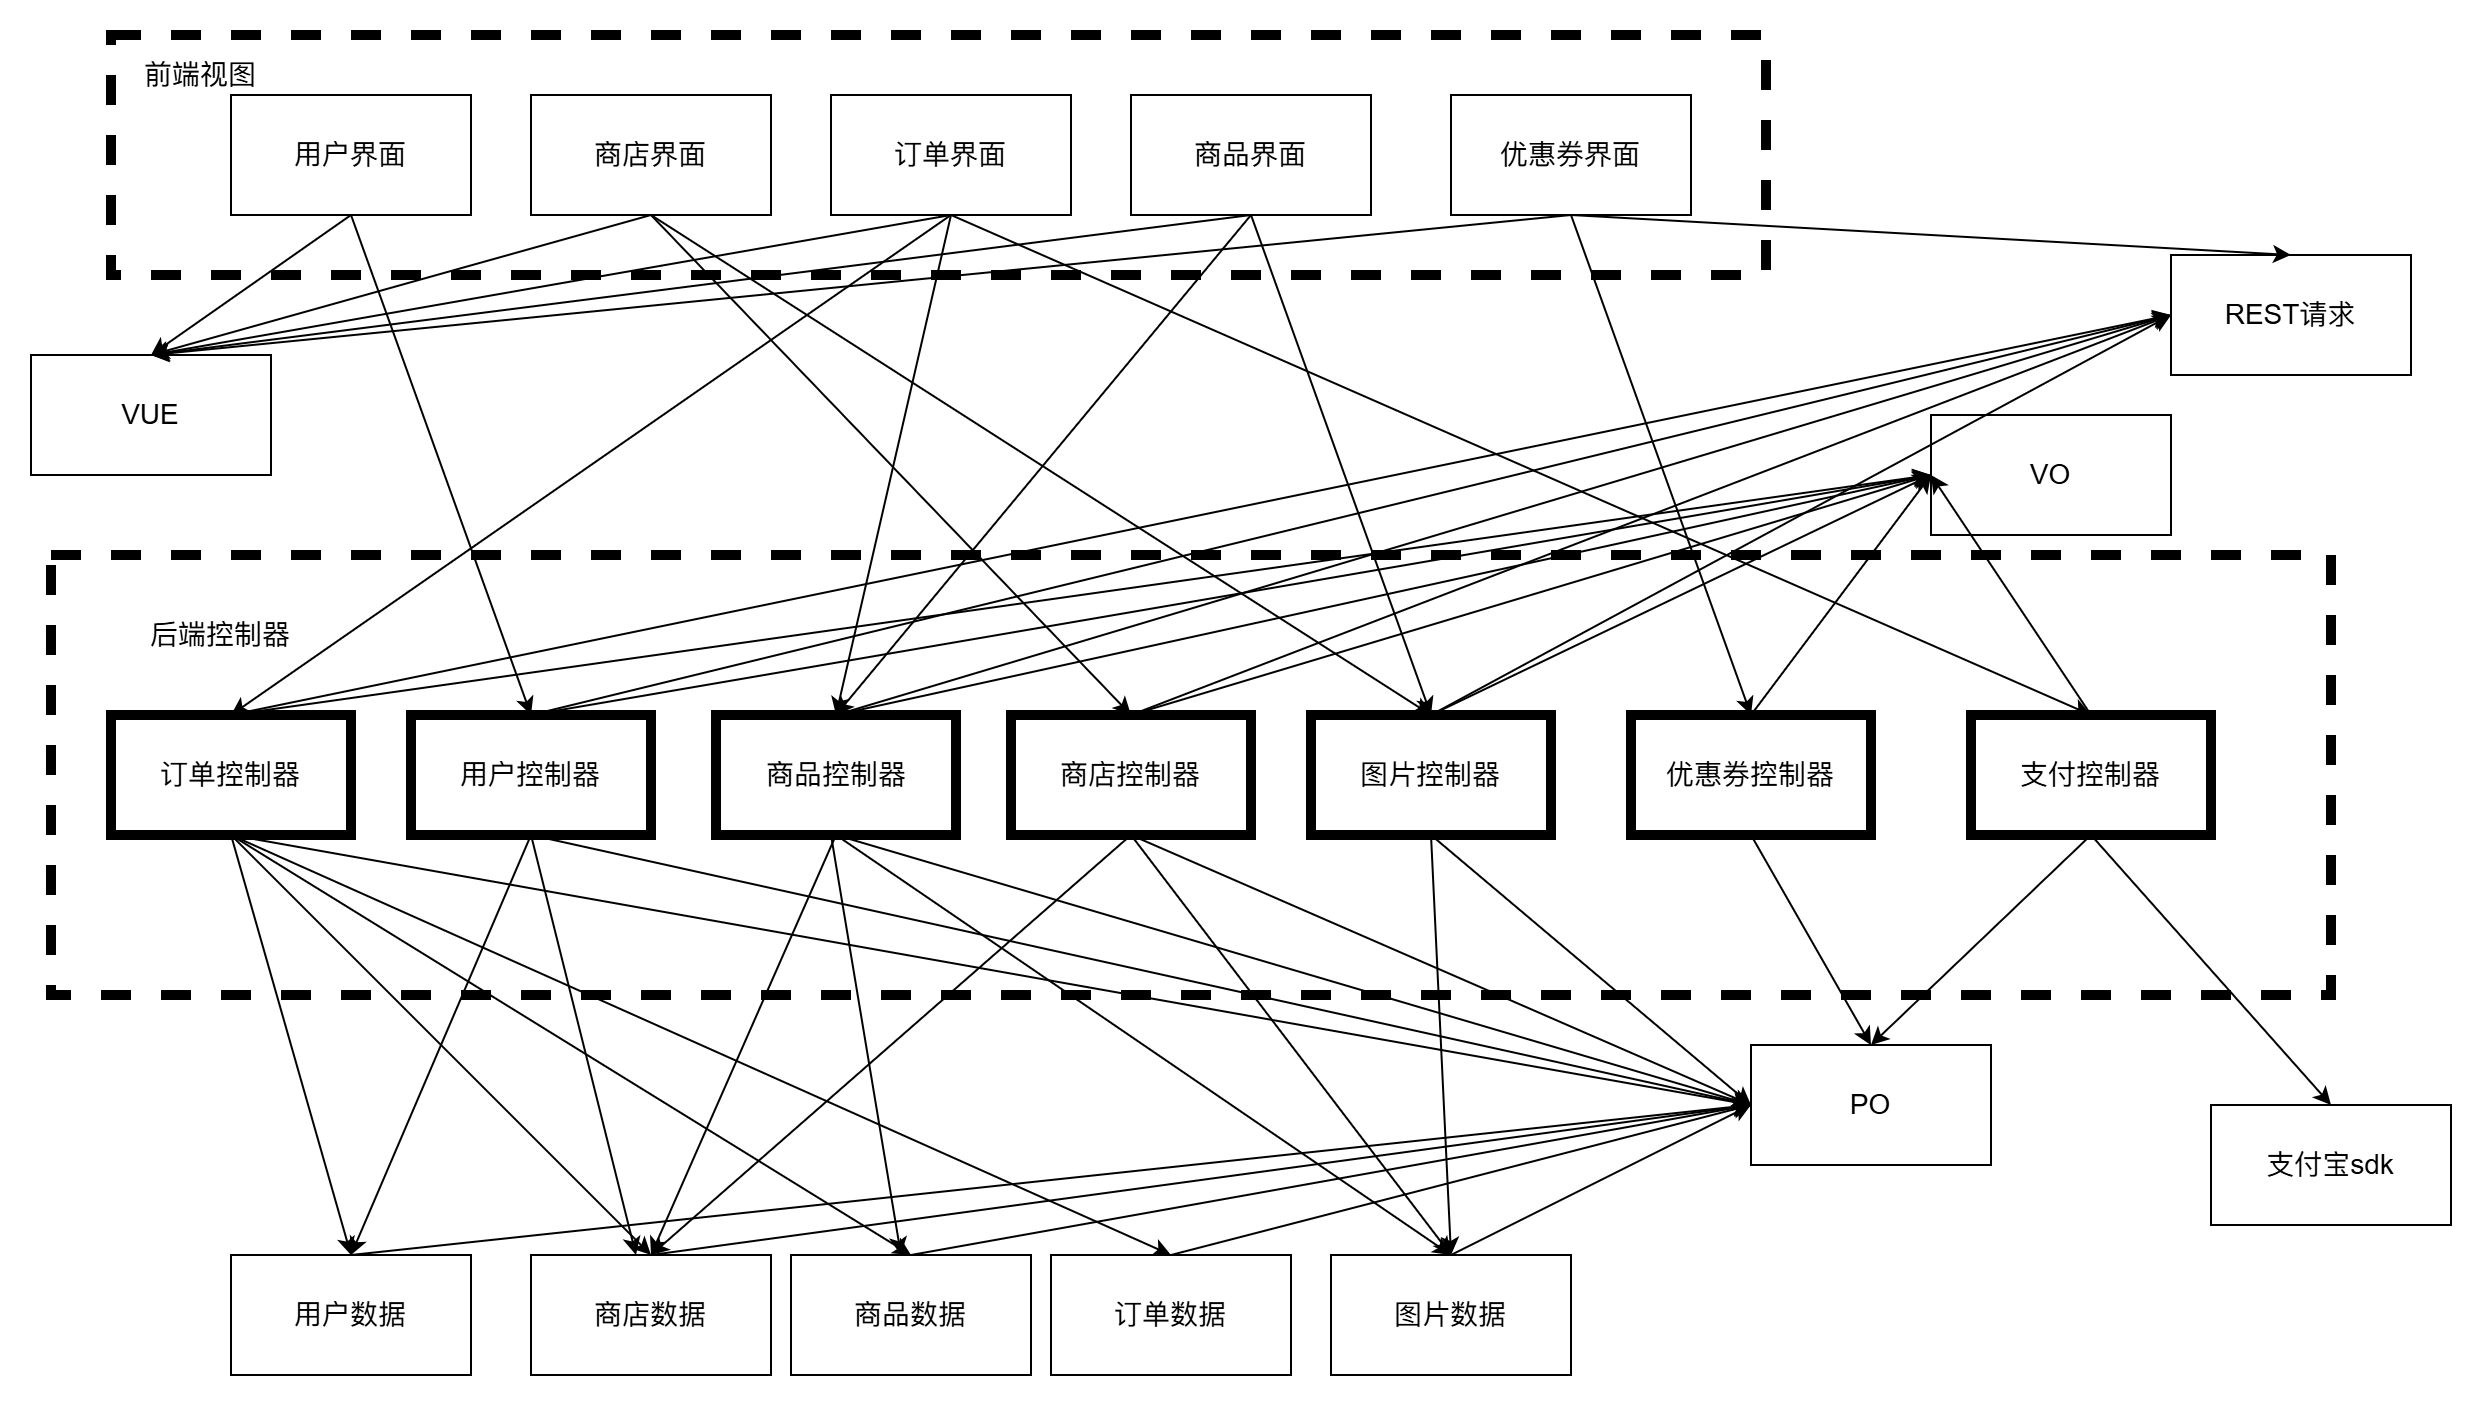 前端视图
用户界面
商店界面
订单界面
商品界面
优惠券界面
REST请求
VUE
VO
后端控制器
订单控制器
用户控制器
商品控制器
商店控制器
图片控制器
优惠券控制器
支付控制器
PO
支付宝sdk
用户数据
商店数据
商品数据
订单数据
图片数据